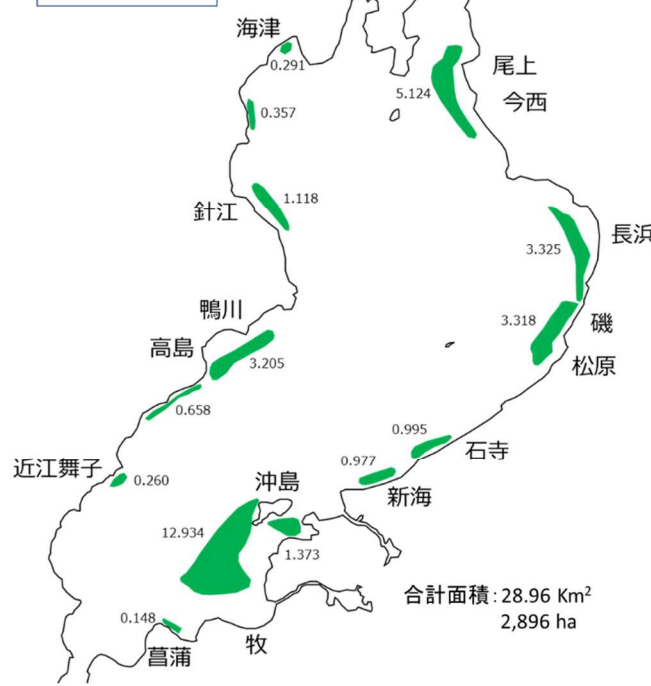 海津
0.291
尾上
今西
5.124
0.357
1.118
針江
長浜
3.325
鴨川
3.318
磯
高島
3.205
松原
0.658
0.995
石寺
近江舞子
0.260
0.977
新海
沖島
12.934
1.373
合計面積：28.96 Km²
2,896 ha
0.148
菖蒲
牧